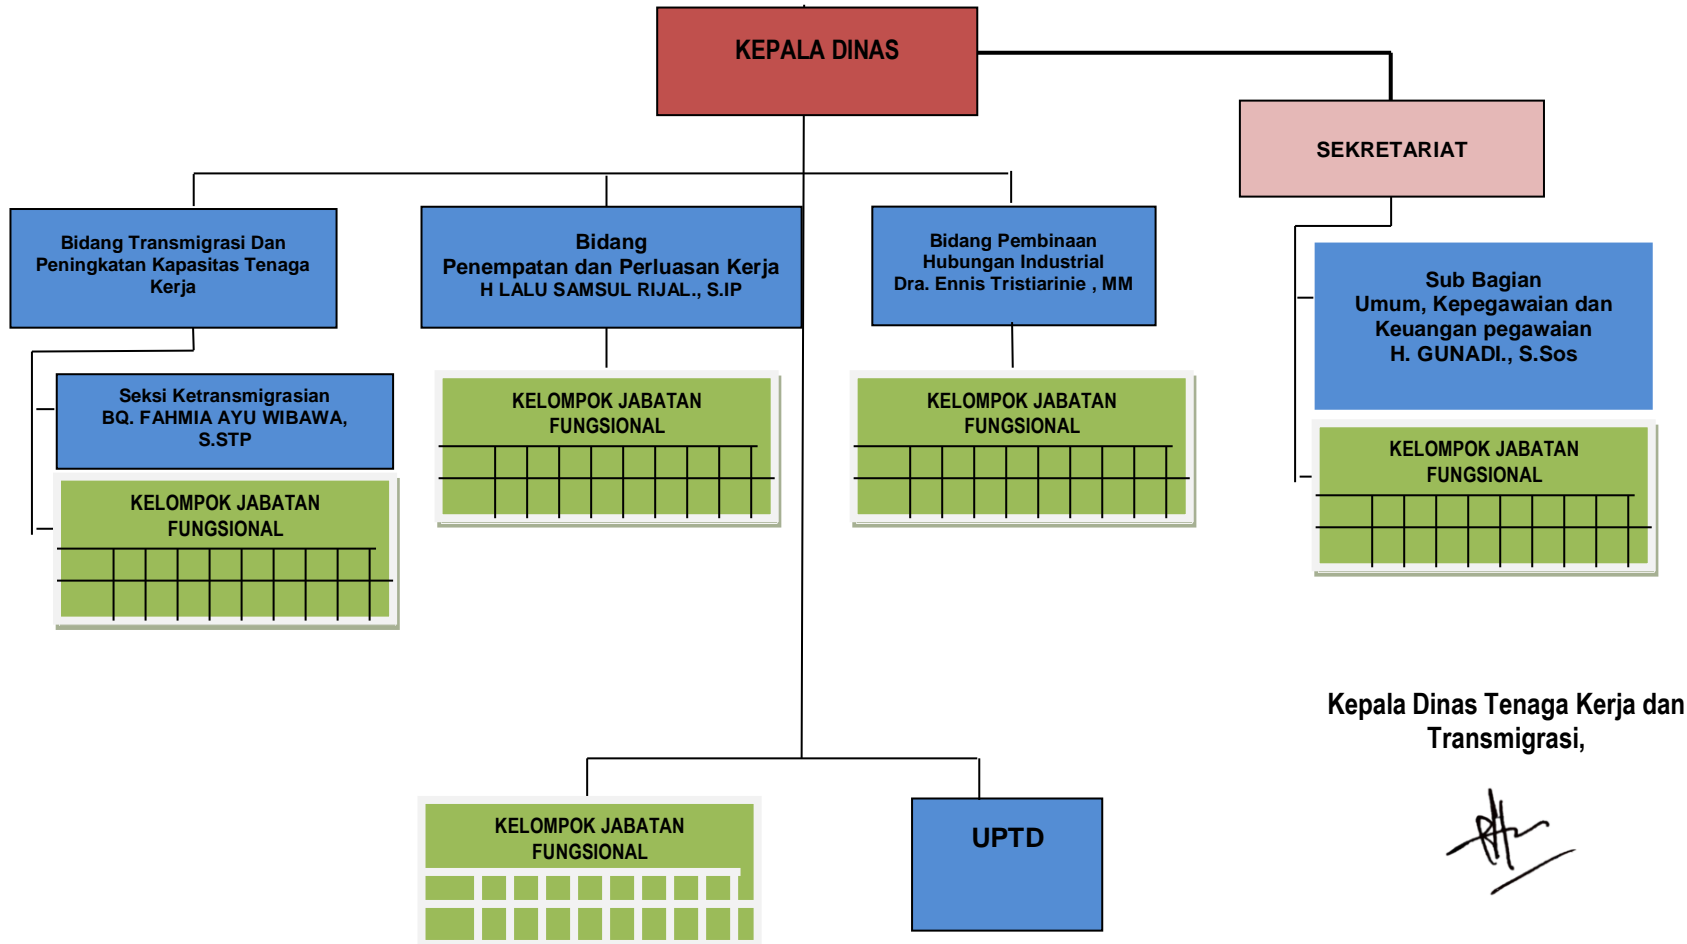 KEPALA DINAS
SEKRETARIAT
Bidang Transmigrasi Dan
Peningkatan Kapasitas Tenaga
Kerja
Bidang
Penempatan dan Perluasan Kerja
H LALU SAMSUL RIJAL., S.IP
Bidang Pembinaan
Hubungan Industrial
Dra. Ennis Tristiarinie , MM
Sub Bagian
Umum, Kepegawaian dan
Keuangan pegawaian
H. GUNADI., S.Sos
Seksi Ketransmigrasian
BQ. FAHMIA AYU WIBAWA,
S.STP
KELOMPOK JABATAN
FUNGSIONAL
KELOMPOK JABATAN
FUNGSIONAL
KELOMPOK JABATAN
FUNGSIONAL
KELOMPOK JABATAN
FUNGSIONAL
Kepala Dinas Tenaga Kerja dan
Transmigrasi,
KELOMPOK JABATAN
FUNGSIONAL
UPTD